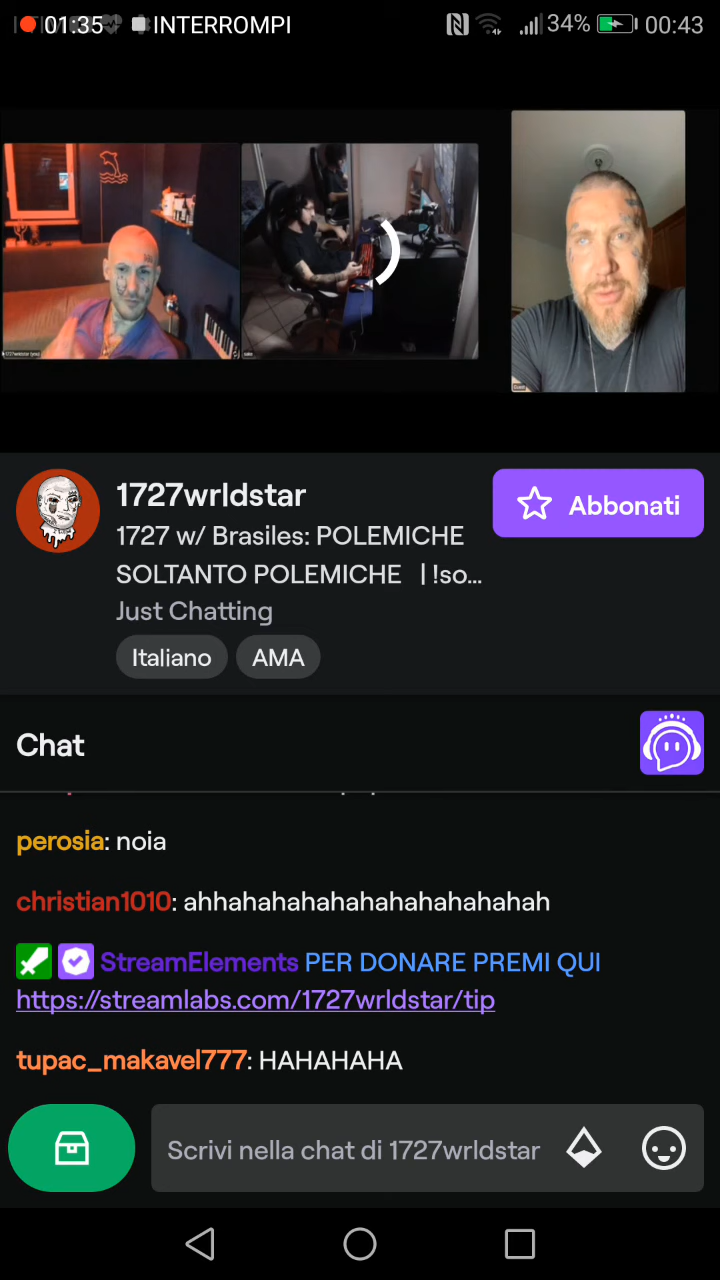 01:35 INTERROMPI 34% 00:43
1727wrldstar
1727 w/ Brasiles: POLEMICHE
SOLTANTO POLEMICHE | !so...
Just Chatting
Italiano AMA
Abbonati
Chat
perosia: noia
christian1010: ahhahahahahahahahahahahah
StreamElements PER DONARE PREMI QUI
https://streamlabs.com/1727wrldstar/tip
tupac_makavel777: HAHAHAHA
Scrivi nella chat di 1727wrldstar